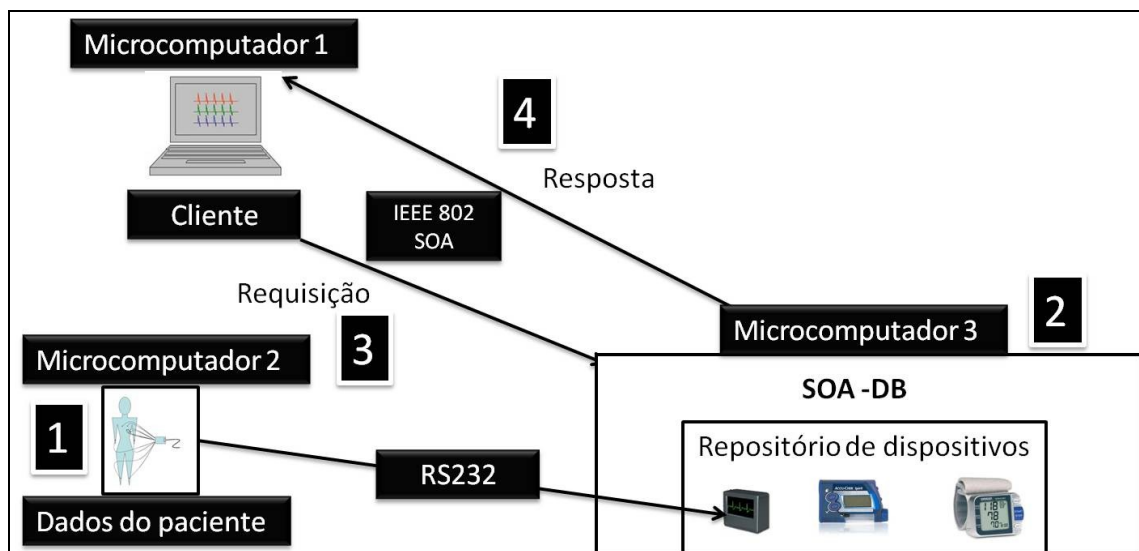 Microcomputador 1
4
Resposta
Cliente
IEEE 802
SOA
Requisição
3
Microcomputador 3
2
Microcomputador 2
SOA -DB
1
Repositório de dispositivos
RS232
Dados do paciente